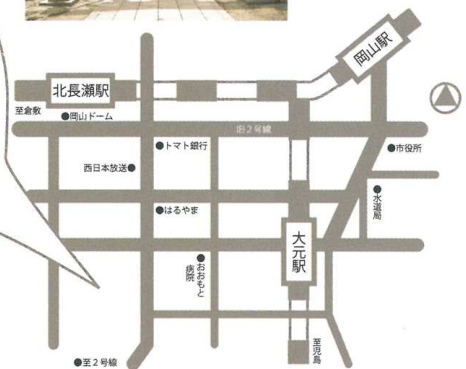 岡山駅
北長瀬駅
至倉敷
●岡山ドーム
旧2号線
●トマト銀行
●市役所
西日本放送●
●水道局
●はるやま
大元駅
●おおもと
病院
至児島
●至2号線